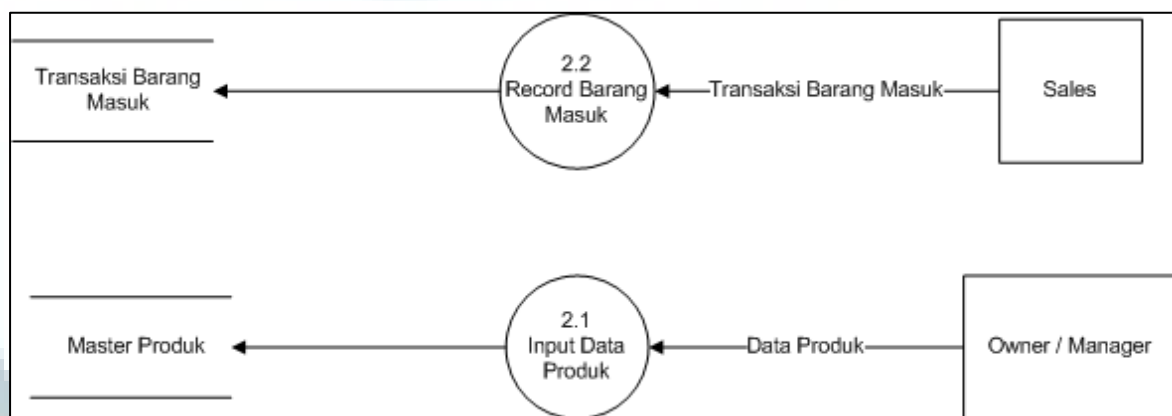 Transaksi Barang
Masuk
2.2
Record Barang
Masuk
Transaksi Barang Masuk
Sales
Master Produk
2.1
Input Data
Produk
Data Produk
Owner / Manager